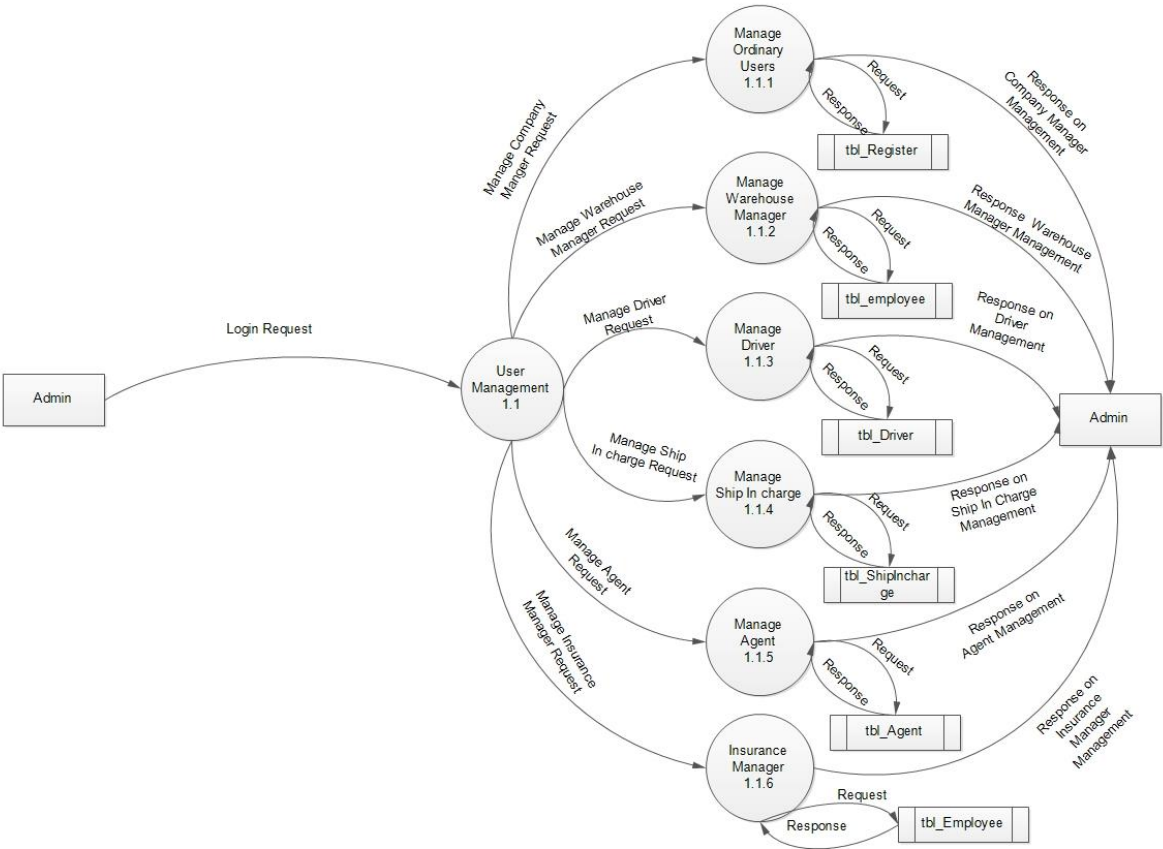 Manage
Ordinary
Users
1.1.1
Request
Response
tbl_Register
Response on
Company Manager
Management
Manage Company
Manger Request
Manage
Warehouse
Manager
1.1.2
Request
Response
tbl_employee
Response Warehouse
Manager Management
Manage Warehouse
Manager Request
Manage Driver
Request
Manage
Driver
1.1.3
Request
Response
tbl_Driver
Response on
Driver
Management
Login Request
Admin
User
Management
1.1
Admin
Manage Ship
In charge Request
Manage
Ship In charge
1.1.4
Request
Response
tbl_ShipInchar
ge
Response on
Ship In Charge
Management
Manage Agent
Request
Manage
Agent
1.1.5
Request
Response
tbl_Agent
Response on
Agent Management
Manage Insurance
Manager Request
Insurance
Manager
1.1.6
Request
Response
tbl_Employee
Response on
Insurance
Manager
Management